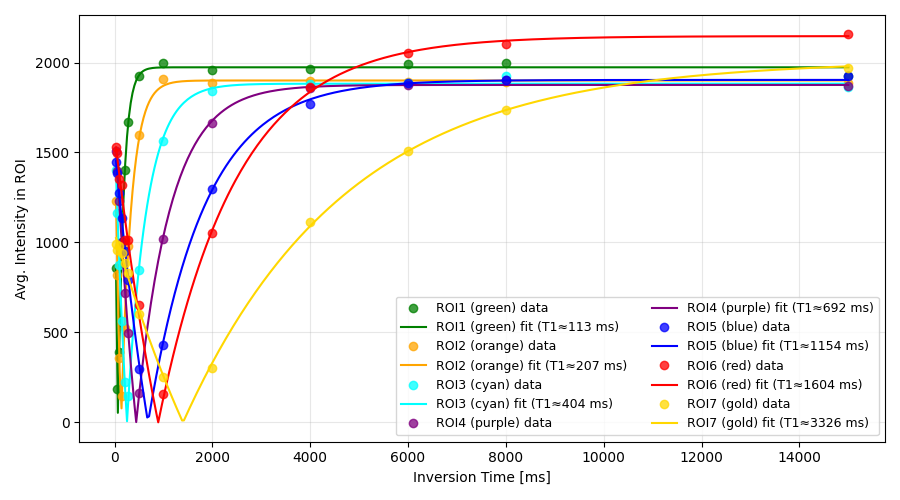 2000
1500
1000
500
0
Avg. Intensity in ROI
0
2000
4000
6000
8000
10000
12000
14000
Inversion Time [ms]
ROI1 (green) data
ROI1 (green) fit (T1≈113 ms)
ROI2 (orange) data
ROI2 (orange) fit (T1≈207 ms)
ROI3 (cyan) data
ROI3 (cyan) fit (T1≈404 ms)
ROI4 (purple) data
ROI4 (purple) fit (T1≈692 ms)
ROI5 (blue) data
ROI5 (blue) fit (T1≈1154 ms)
ROI6 (red) data
ROI6 (red) fit (T1≈1604 ms)
ROI7 (gold) data
ROI7 (gold) fit (T1≈3326 ms)